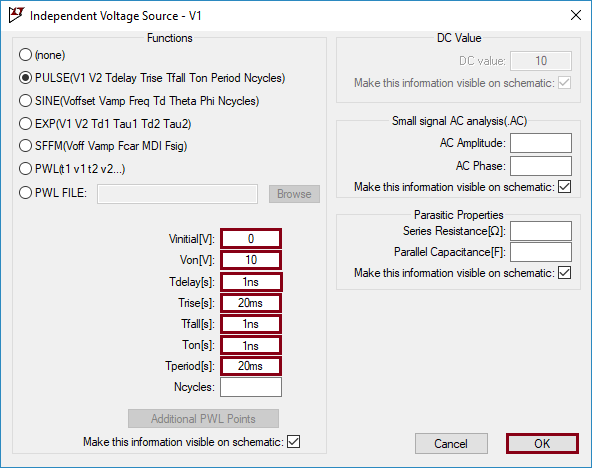 Independent Voltage Source - V1
Functions
(none)
PULSE(V1 V2 Tdelay Trise Tfall Ton Period Ncycles)
SINE(Voffset Vamp Freq Td Theta Phi Ncycles)
EXP(V1 V2 Td1 Tau1 Td2 Tau2)
SFFM(Voff Vamp Fcar MDI Fsig)
PWL(t1 v1 t2 v2...)
PWL FILE: Browse
Vinitial[V]: 0
Von[V]: 10
Tdelay[s]: 1ns
Trise[s]: 20ms
Tfall[s]: 1ns
Ton[s]: 1ns
Tperiod[s]: 20ms
Ncycles:
Additional PWL Points
Make this information visible on schematic:
DC Value
DC value: 10
Make this information visible on schematic:
Small signal AC analysis(.AC)
AC Amplitude:
AC Phase:
Make this information visible on schematic:
Parasitic Properties
Series Resistance[Ω]:
Parallel Capacitance[F]:
Make this information visible on schematic:
Cancel OK